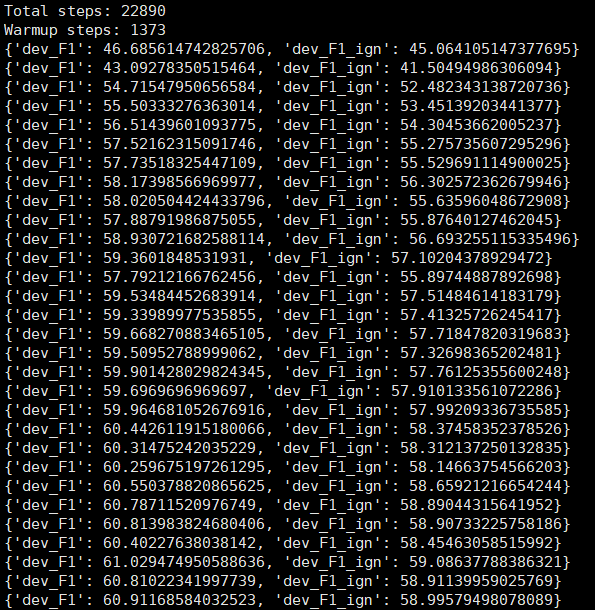 Total steps: 22890
Warmup steps: 1373
{'dev_F1': 46.685614742825706, 'dev_F1_ign': 45.064105147377695}
{'dev_F1': 43.09278350515464, 'dev_F1_ign': 41.50494986306094}
{'dev_F1': 54.71547950656584, 'dev_F1_ign': 52.482343138720736}
{'dev_F1': 55.50333276363014, 'dev_F1_ign': 53.45139203441377}
{'dev_F1': 56.51439601093775, 'dev_F1_ign': 54.30453662005237}
{'dev_F1': 57.52162315091746, 'dev_F1_ign': 55.275735607295296}
{'dev_F1': 57.73518325447109, 'dev_F1_ign': 55.529691114900025}
{'dev_F1': 58.17398566969977, 'dev_F1_ign': 56.302572362679946}
{'dev_F1': 58.020504424433796, 'dev_F1_ign': 55.63596048672908}
{'dev_F1': 57.88791986875055, 'dev_F1_ign': 55.87640127462045}
{'dev_F1': 58.930721682588114, 'dev_F1_ign': 56.693255115335496}
{'dev_F1': 59.3601848531931, 'dev_F1_ign': 57.10204378929472}
{'dev_F1': 57.79212166762456, 'dev_F1_ign': 55.89744887892698}
{'dev_F1': 59.53484452683914, 'dev_F1_ign': 57.51484614183179}
{'dev_F1': 59.33989977535855, 'dev_F1_ign': 57.41325726245417}
{'dev_F1': 59.668270883465105, 'dev_F1_ign': 57.71847820319683}
{'dev_F1': 59.50952788999062, 'dev_F1_ign': 57.32698365202481}
{'dev_F1': 59.901428029824345, 'dev_F1_ign': 57.76125355600248}
{'dev_F1': 59.6969696969697, 'dev_F1_ign': 57.910133561072286}
{'dev_F1': 59.964681052676916, 'dev_F1_ign': 57.99209336735585}
{'dev_F1': 60.442611915180066, 'dev_F1_ign': 58.37458352378526}
{'dev_F1': 60.31475242035229, 'dev_F1_ign': 58.312137250132835}
{'dev_F1': 60.259675197261295, 'dev_F1_ign': 58.14663754566203}
{'dev_F1': 60.550378820865625, 'dev_F1_ign': 58.65921216654244}
{'dev_F1': 60.78711520976749, 'dev_F1_ign': 58.89044315641952}
{'dev_F1': 60.813983824680406, 'dev_F1_ign': 58.90733225758186}
{'dev_F1': 60.40227638038142, 'dev_F1_ign': 58.45463058515992}
{'dev_F1': 61.029474950588636, 'dev_F1_ign': 59.08637788386321}
{'dev_F1': 60.81022341997739, 'dev_F1_ign': 58.91139959025769}
{'dev_F1': 60.91168584032523, 'dev_F1_ign': 58.99579498078089}